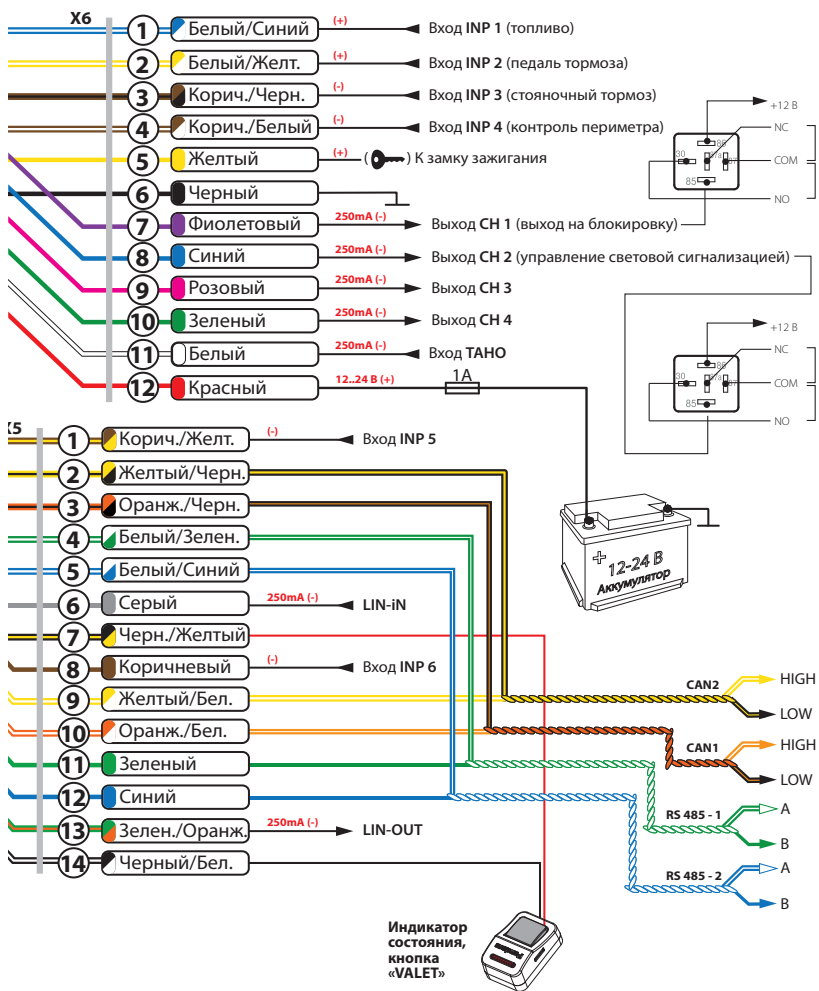 X6
1 Белый/Синий (+) Вход INP 1 (топливо)
2 Белый/Желт. (+) Вход INP 2 (педаль тормоза)
3 Корич./Черн. (-) Вход INP 3 (стояночный тормоз)
4 Корич./Белый (-) Вход INP 4 (контроль периметра)
5 Желтый (+) ( ) К замку зажигания
6 Черный
7 Фиолетовый 250mA (-) Выход CH 1 (выход на блокировку)
8 Синий 250mA (-) Выход CH 2 (управление световой сигнализацией)
9 Розовый 250mA (-) Выход CH 3
10 Зеленый 250mA (-) Выход CH 4
11 Белый 250mA (-) Вход TAHO
12 Красный 12..24 В (+) 1A
+12 В
NC
COM
NO
86
30 87a 87
85
+12 В
NC
COM
NO
86
30 87a 87
85
X5
1 Корич./Желт. (-) Вход INP 5
2 Желтый/Черн.
3 Оранж./Черн.
4 Белый/Зелен.
5 Белый/Синий
6 Серый 250mA (-) LIN-iN
7 Черн./Желтый
8 Коричневый (-) Вход INP 6
9 Желтый/Бел.
10 Оранж./Бел.
11 Зеленый
12 Синий
13 Зелен./Оранж. 250mA (-) LIN-OUT
14 Черный/Бел.
+
12-24 В
Аккумулятор
CAN2
HIGH
LOW
CAN1
HIGH
LOW
RS 485 - 1
A
B
RS 485 - 2
A
B
Индикатор
состояния,
кнопка
«VALET»